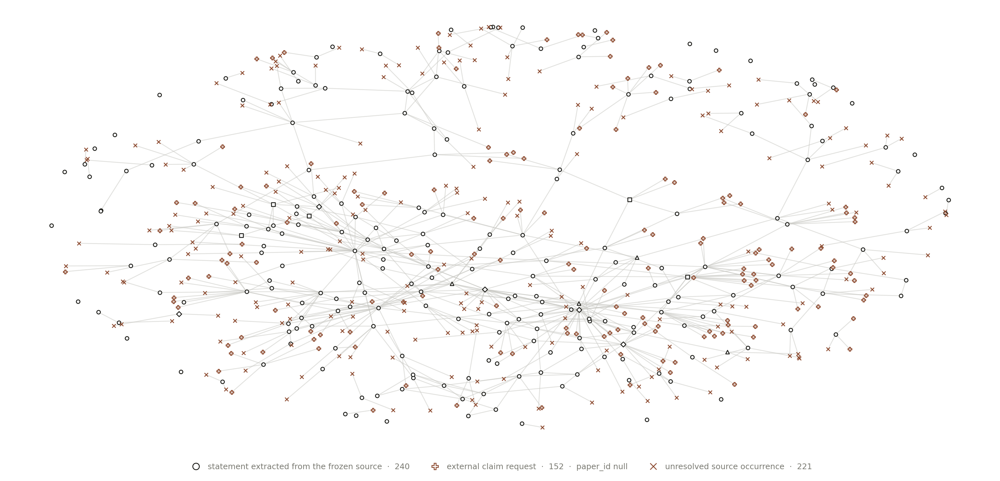 statement extracted from the frozen source · 240 external claim request · 152 · paper_id null unresolved source occurrence · 221